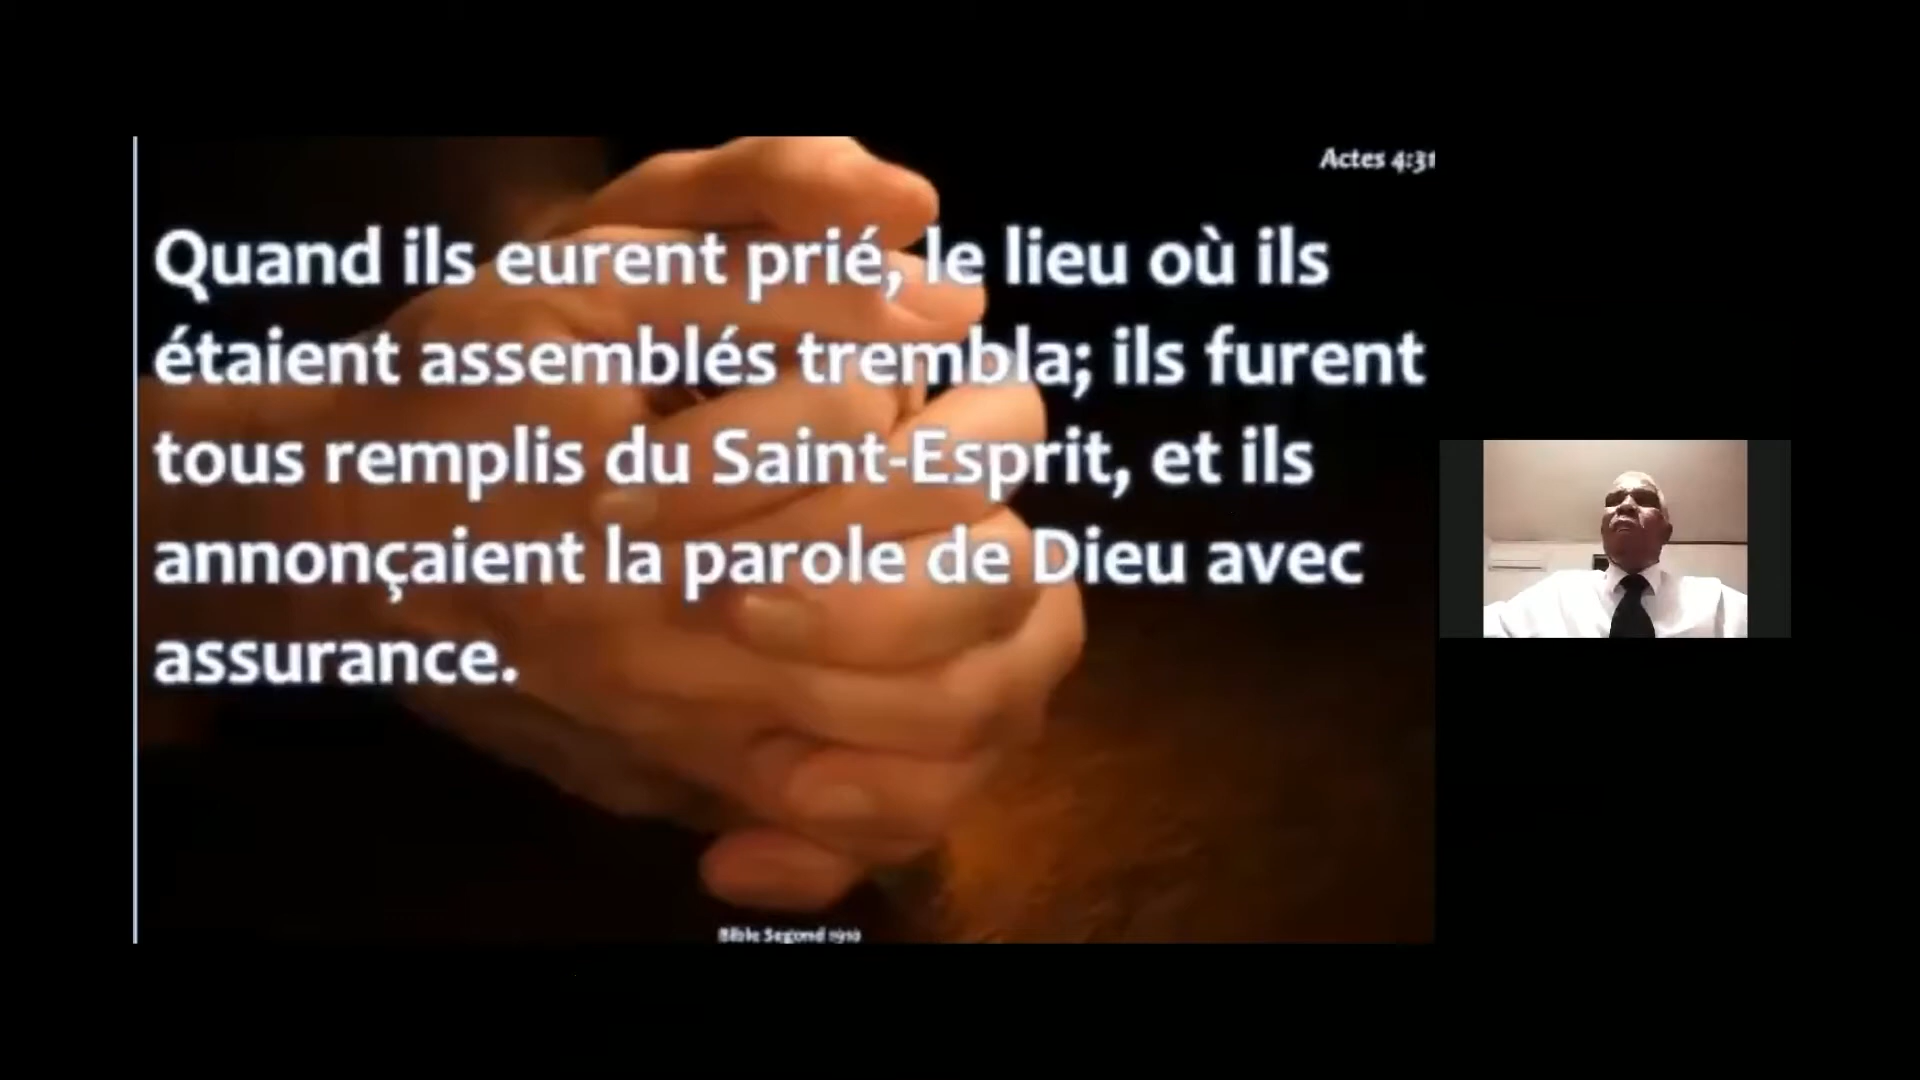 Actes 4:31
Quand ils eurent prié, le lieu où ils
étaient assemblés trembla; ils furent
tous remplis du Saint-Esprit, et ils
annonçaient la parole de Dieu avec
assurance.
Bible Segond 1910